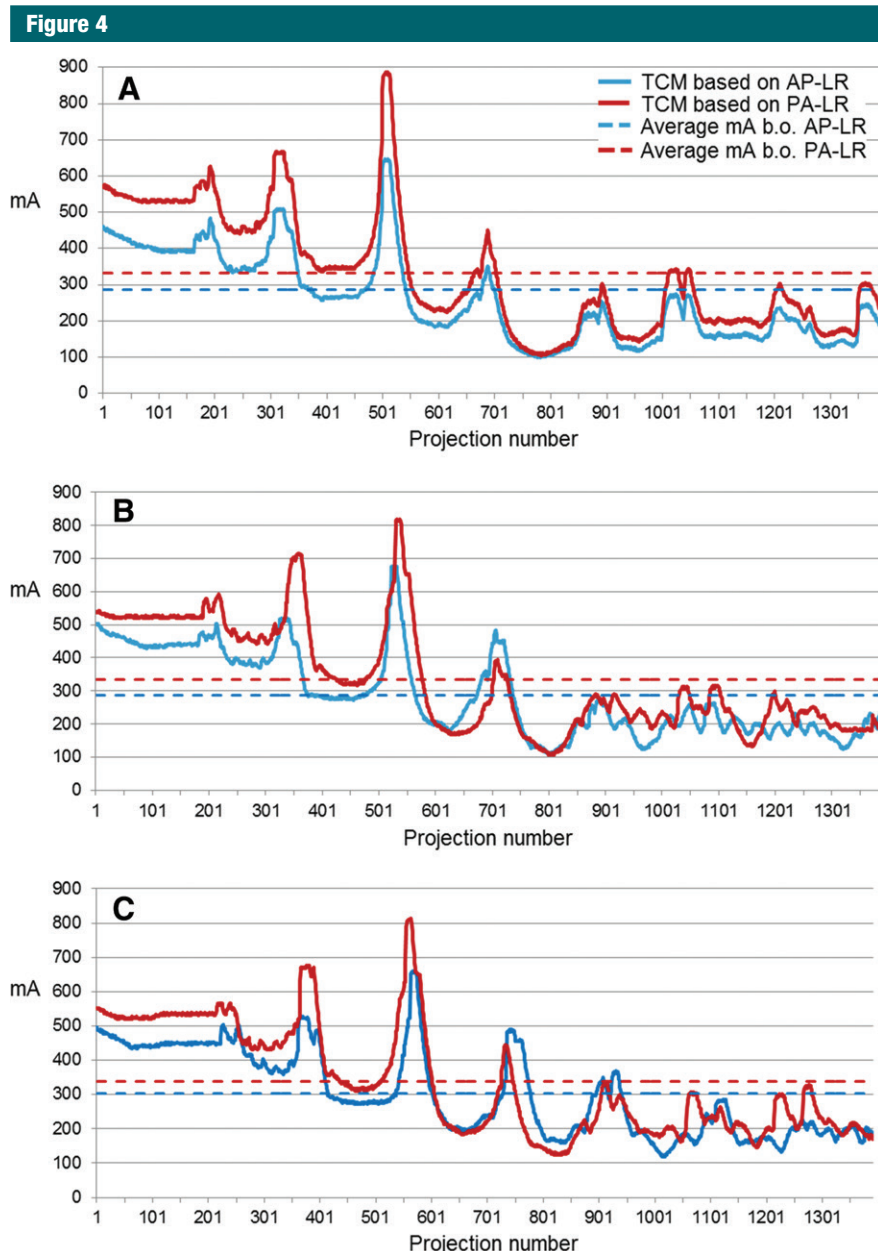 Figure 4
A
900
800
700
600
500
400
300
200
100
0
mA
TCM based on AP-LR
TCM based on PA-LR
Average mA b.o. AP-LR
Average mA b.o. PA-LR
1 101 201 301 401 501 601 701 801 901 1001 1101 1201 1301
Projection number
B
900
800
700
600
500
400
300
200
100
0
mA
1 201 201 301 401 501 601 701 801 901 1001 1101 1201 1301
Projection number
C
900
800
700
600
500
400
300
200
100
0
mA
1 101 201 301 401 501 601 701 801 901 1001 1101 1201 1301
Projection number